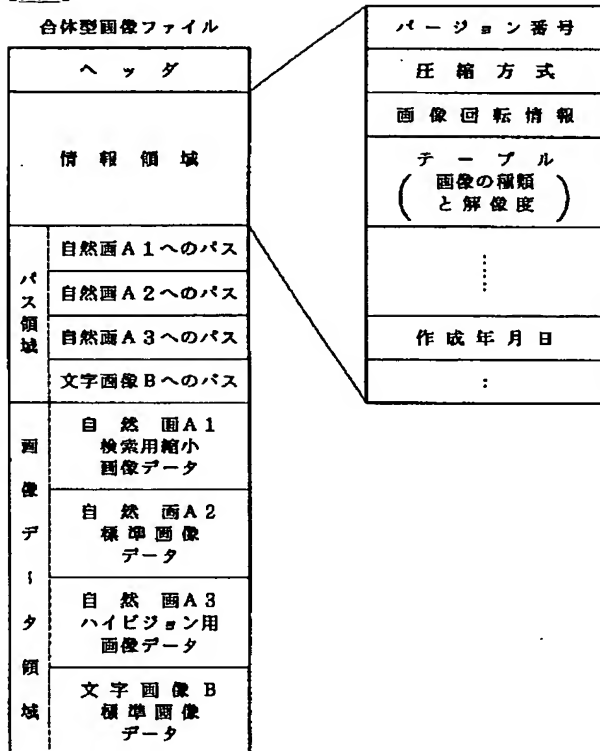 合体型画像ファイル
ヘッダ
情報領域
パス領域
自然画A1へのパス
自然画A2へのパス
自然画A3へのパス
文字画像Bへのパス
画像データ領域
自然画A1
検索用縮小
画像データ
自然画A2
標準画像
データ
自然画A3
ハイビジョン用
画像データ
文字画像B
標準画像
データ
バージョン番号
圧縮方式
画像回転情報
テーブル
(画像の種類
と解像度)
⋮
作成年月日
: